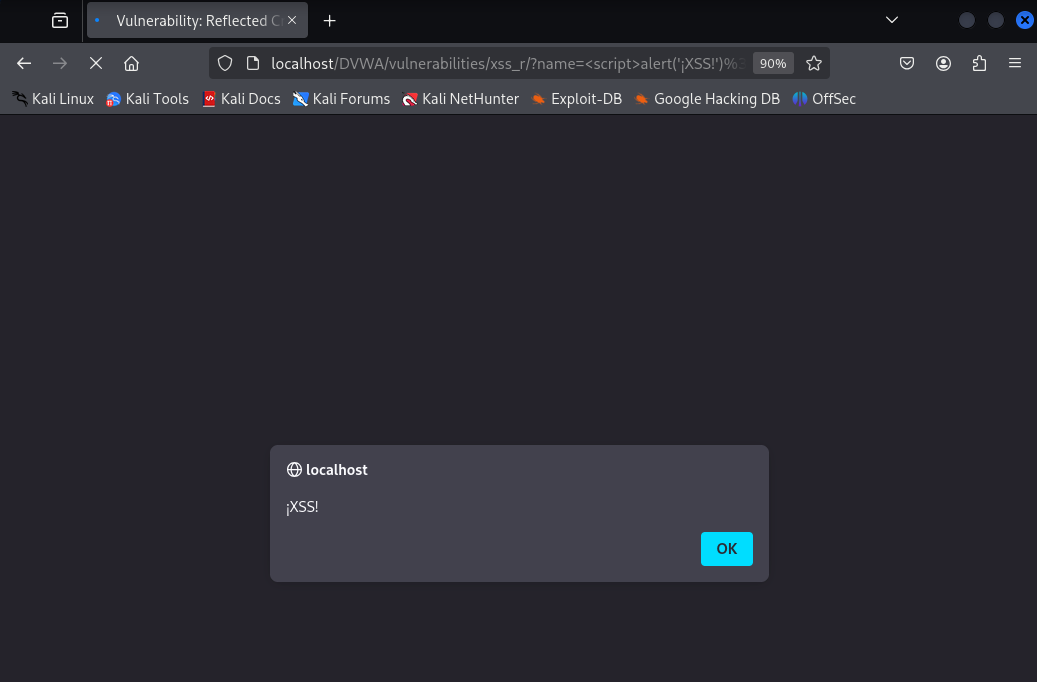 Vulnerability: Reflected C
localhost/DVWA/vulnerabilities/xss_r/?name=<script>alert('¡XSS!')%3 90%
Kali Linux Kali Tools Kali Docs Kali Forums Kali NetHunter Exploit-DB Google Hacking DB OffSec
localhost
¡XSS!
OK